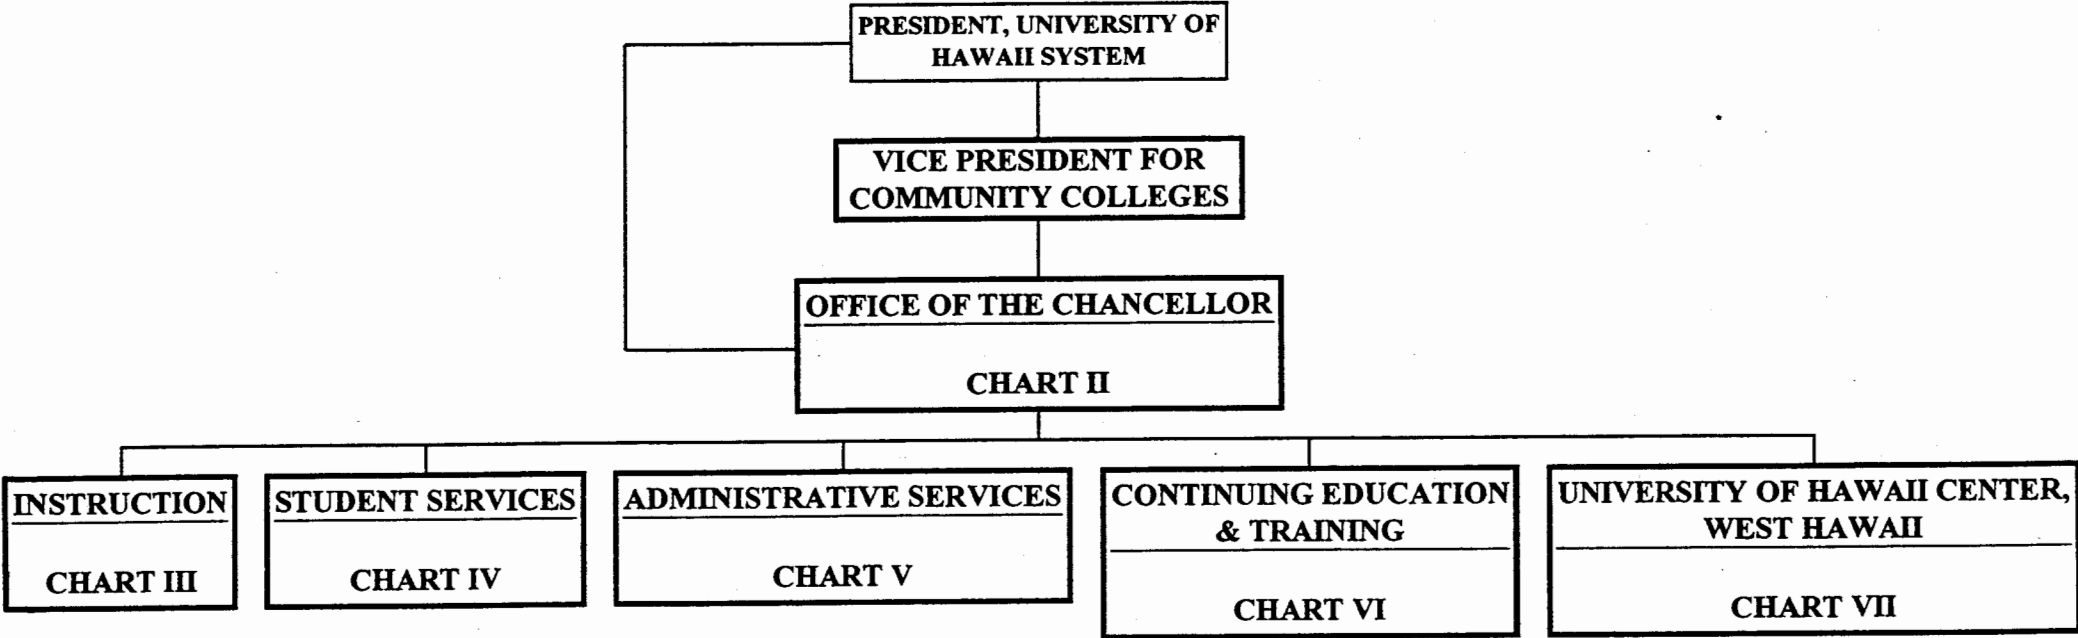 PRESIDENT, UNIVERSITY OF
HAWAII SYSTEM
VICE PRESIDENT FOR
COMMUNITY COLLEGES
OFFICE OF THE CHANCELLOR
CHART II
INSTRUCTION
CHART III
STUDENT SERVICES
CHART IV
ADMINISTRATIVE SERVICES
CHART V
CONTINUING EDUCATION
& TRAINING
CHART VI
UNIVERSITY OF HAWAII CENTER,
WEST HAWAII
CHART VII